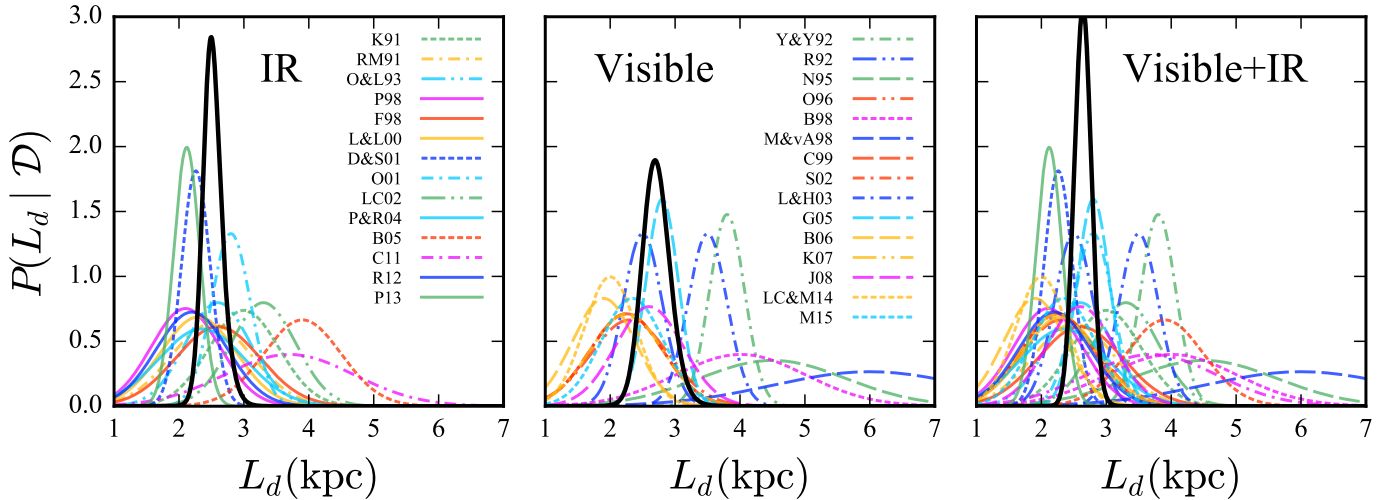 P(L_d | 𝒟)
3.0
2.5
2.0
1.5
1.0
0.5
0.0
IR
K91
RM91
O&L93
P98
F98
L&L00
D&S01
O01
LC02
P&R04
B05
C11
R12
P13
1 2 3 4 5 6 7
L_d(kpc)
Visible
Y&Y92
R92
N95
O96
B98
M&vA98
C99
S02
L&H03
G05
B06
K07
J08
LC&M14
M15
1 2 3 4 5 6 7
L_d(kpc)
Visible+IR
1 2 3 4 5 6 7
L_d(kpc)